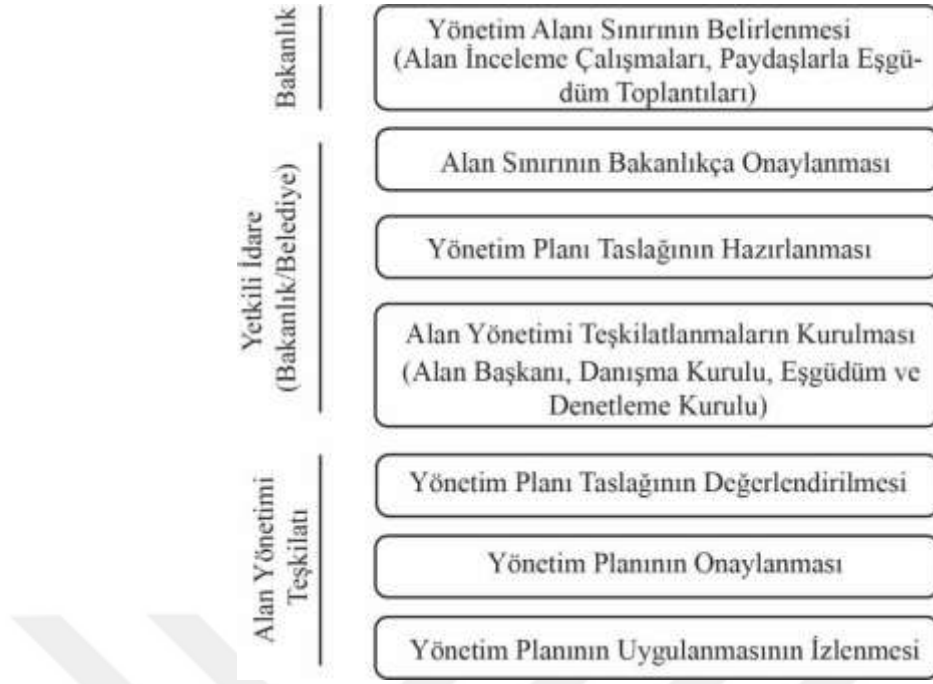 Bakanlık
Yönetim Alanı Sınırının Belirlenmesi
(Alan İnceleme Çalışmaları, Paydaşlarla Eşgü-
düm Toplantıları)
Yetkili İdare
(Bakanlık/Belediye)
Alan Sınırının Bakanlıkça Onaylanması
Yönetim Planı Taslağının Hazırlanması
Alan Yönetimi Teşkilatlanmaların Kurulması
(Alan Başkanı, Danışma Kurulu, Eşgüdüm ve
Denetleme Kurulu)
Alan Yönetimi
Teşkilatı
Yönetim Planı Taslağının Değerlendirilmesi
Yönetim Planının Onaylanması
Yönetim Planının Uygulanmasının İzlenmesi